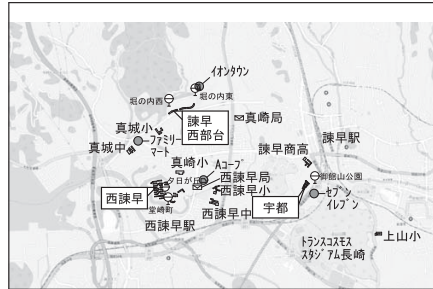 イオンタウン
堀の内西
堀の内東
諫早
西部台
真崎局
真城小
ファミリー
マート
真城中
諫早駅
諫早商高
真崎小
Aコープ
御館山公園
夕日が丘
西諫早局
西諫早小
セブン
イレブン
西諫早
宇都
堂崎町
西諫早中
西諫早駅
トランスコスモス
スタジアム長崎
上山小